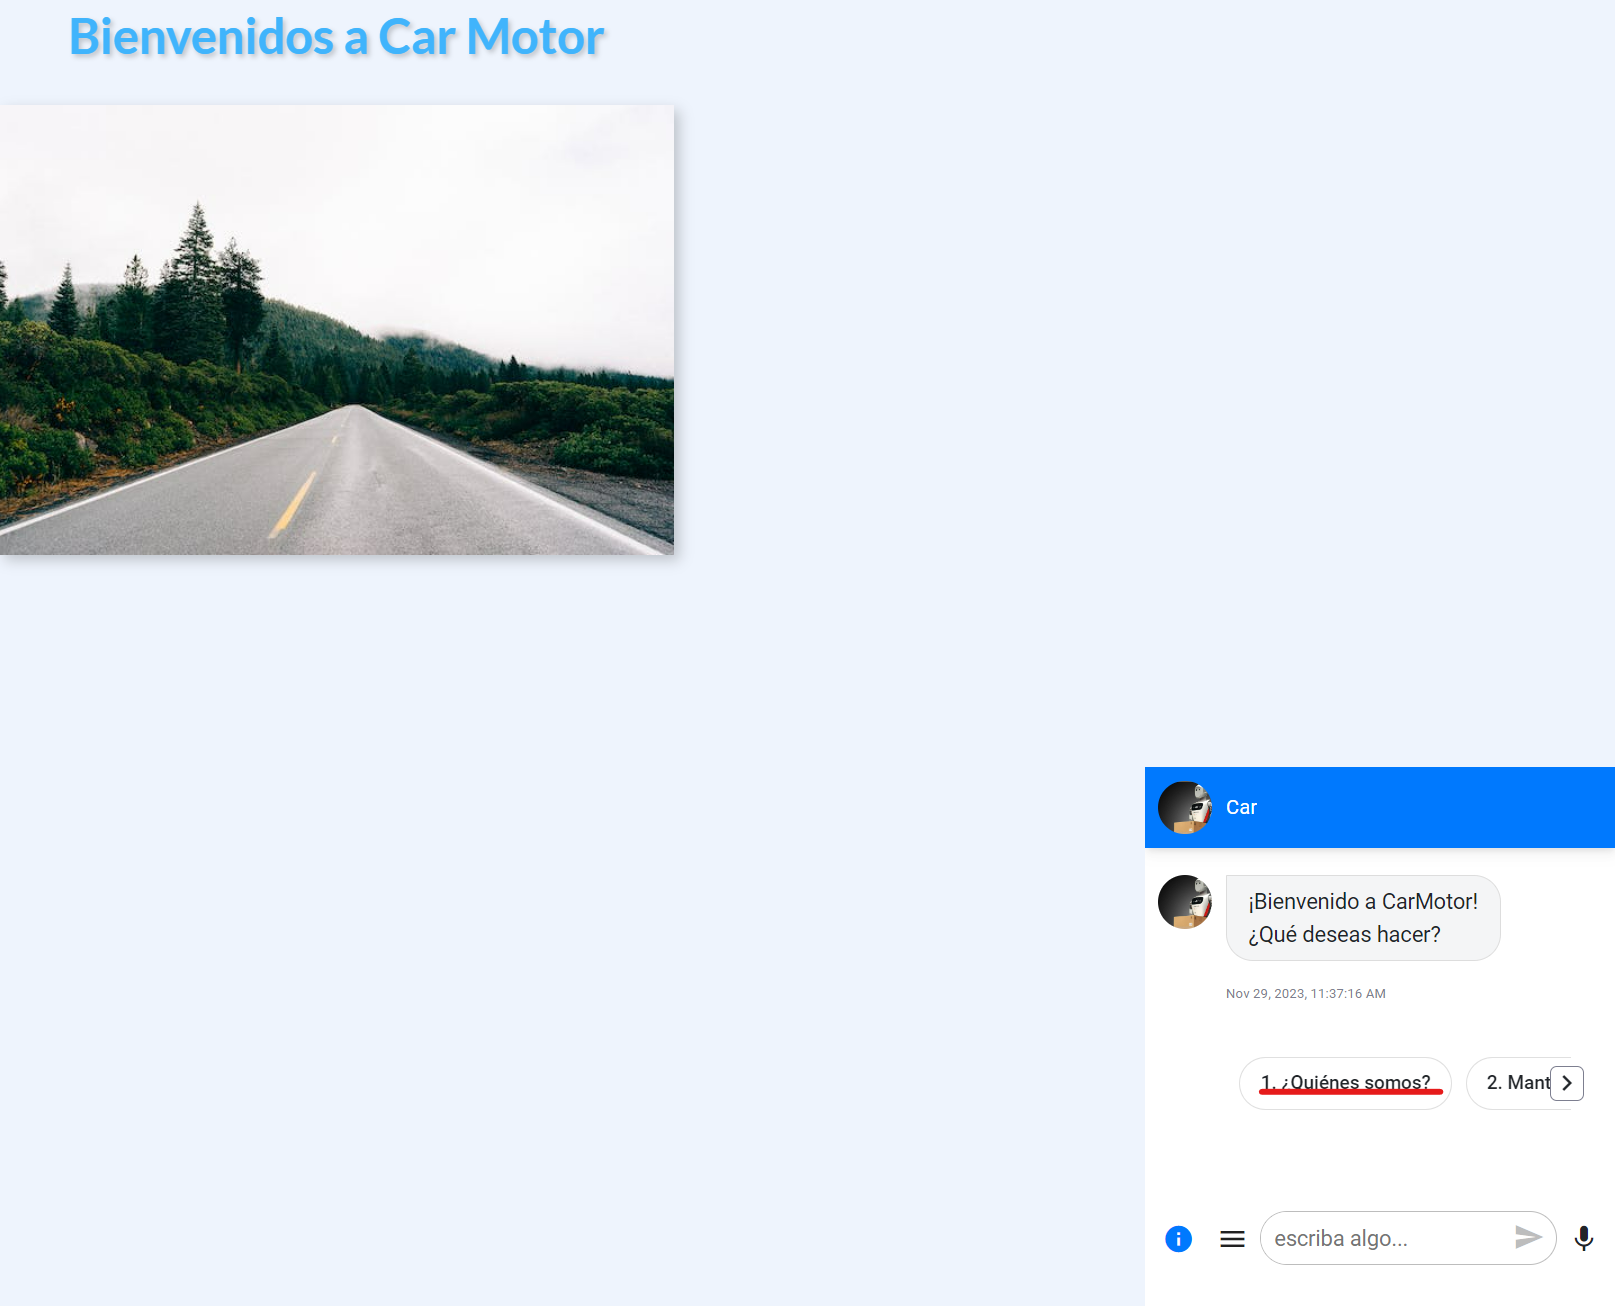 Bienvenidos a Car Motor
Car
¡Bienvenido a CarMotor!
¿Qué deseas hacer?
Nov 29, 2023, 11:37:16 AM
1. ¿Quiénes somos?
2. Mant
escriba algo...